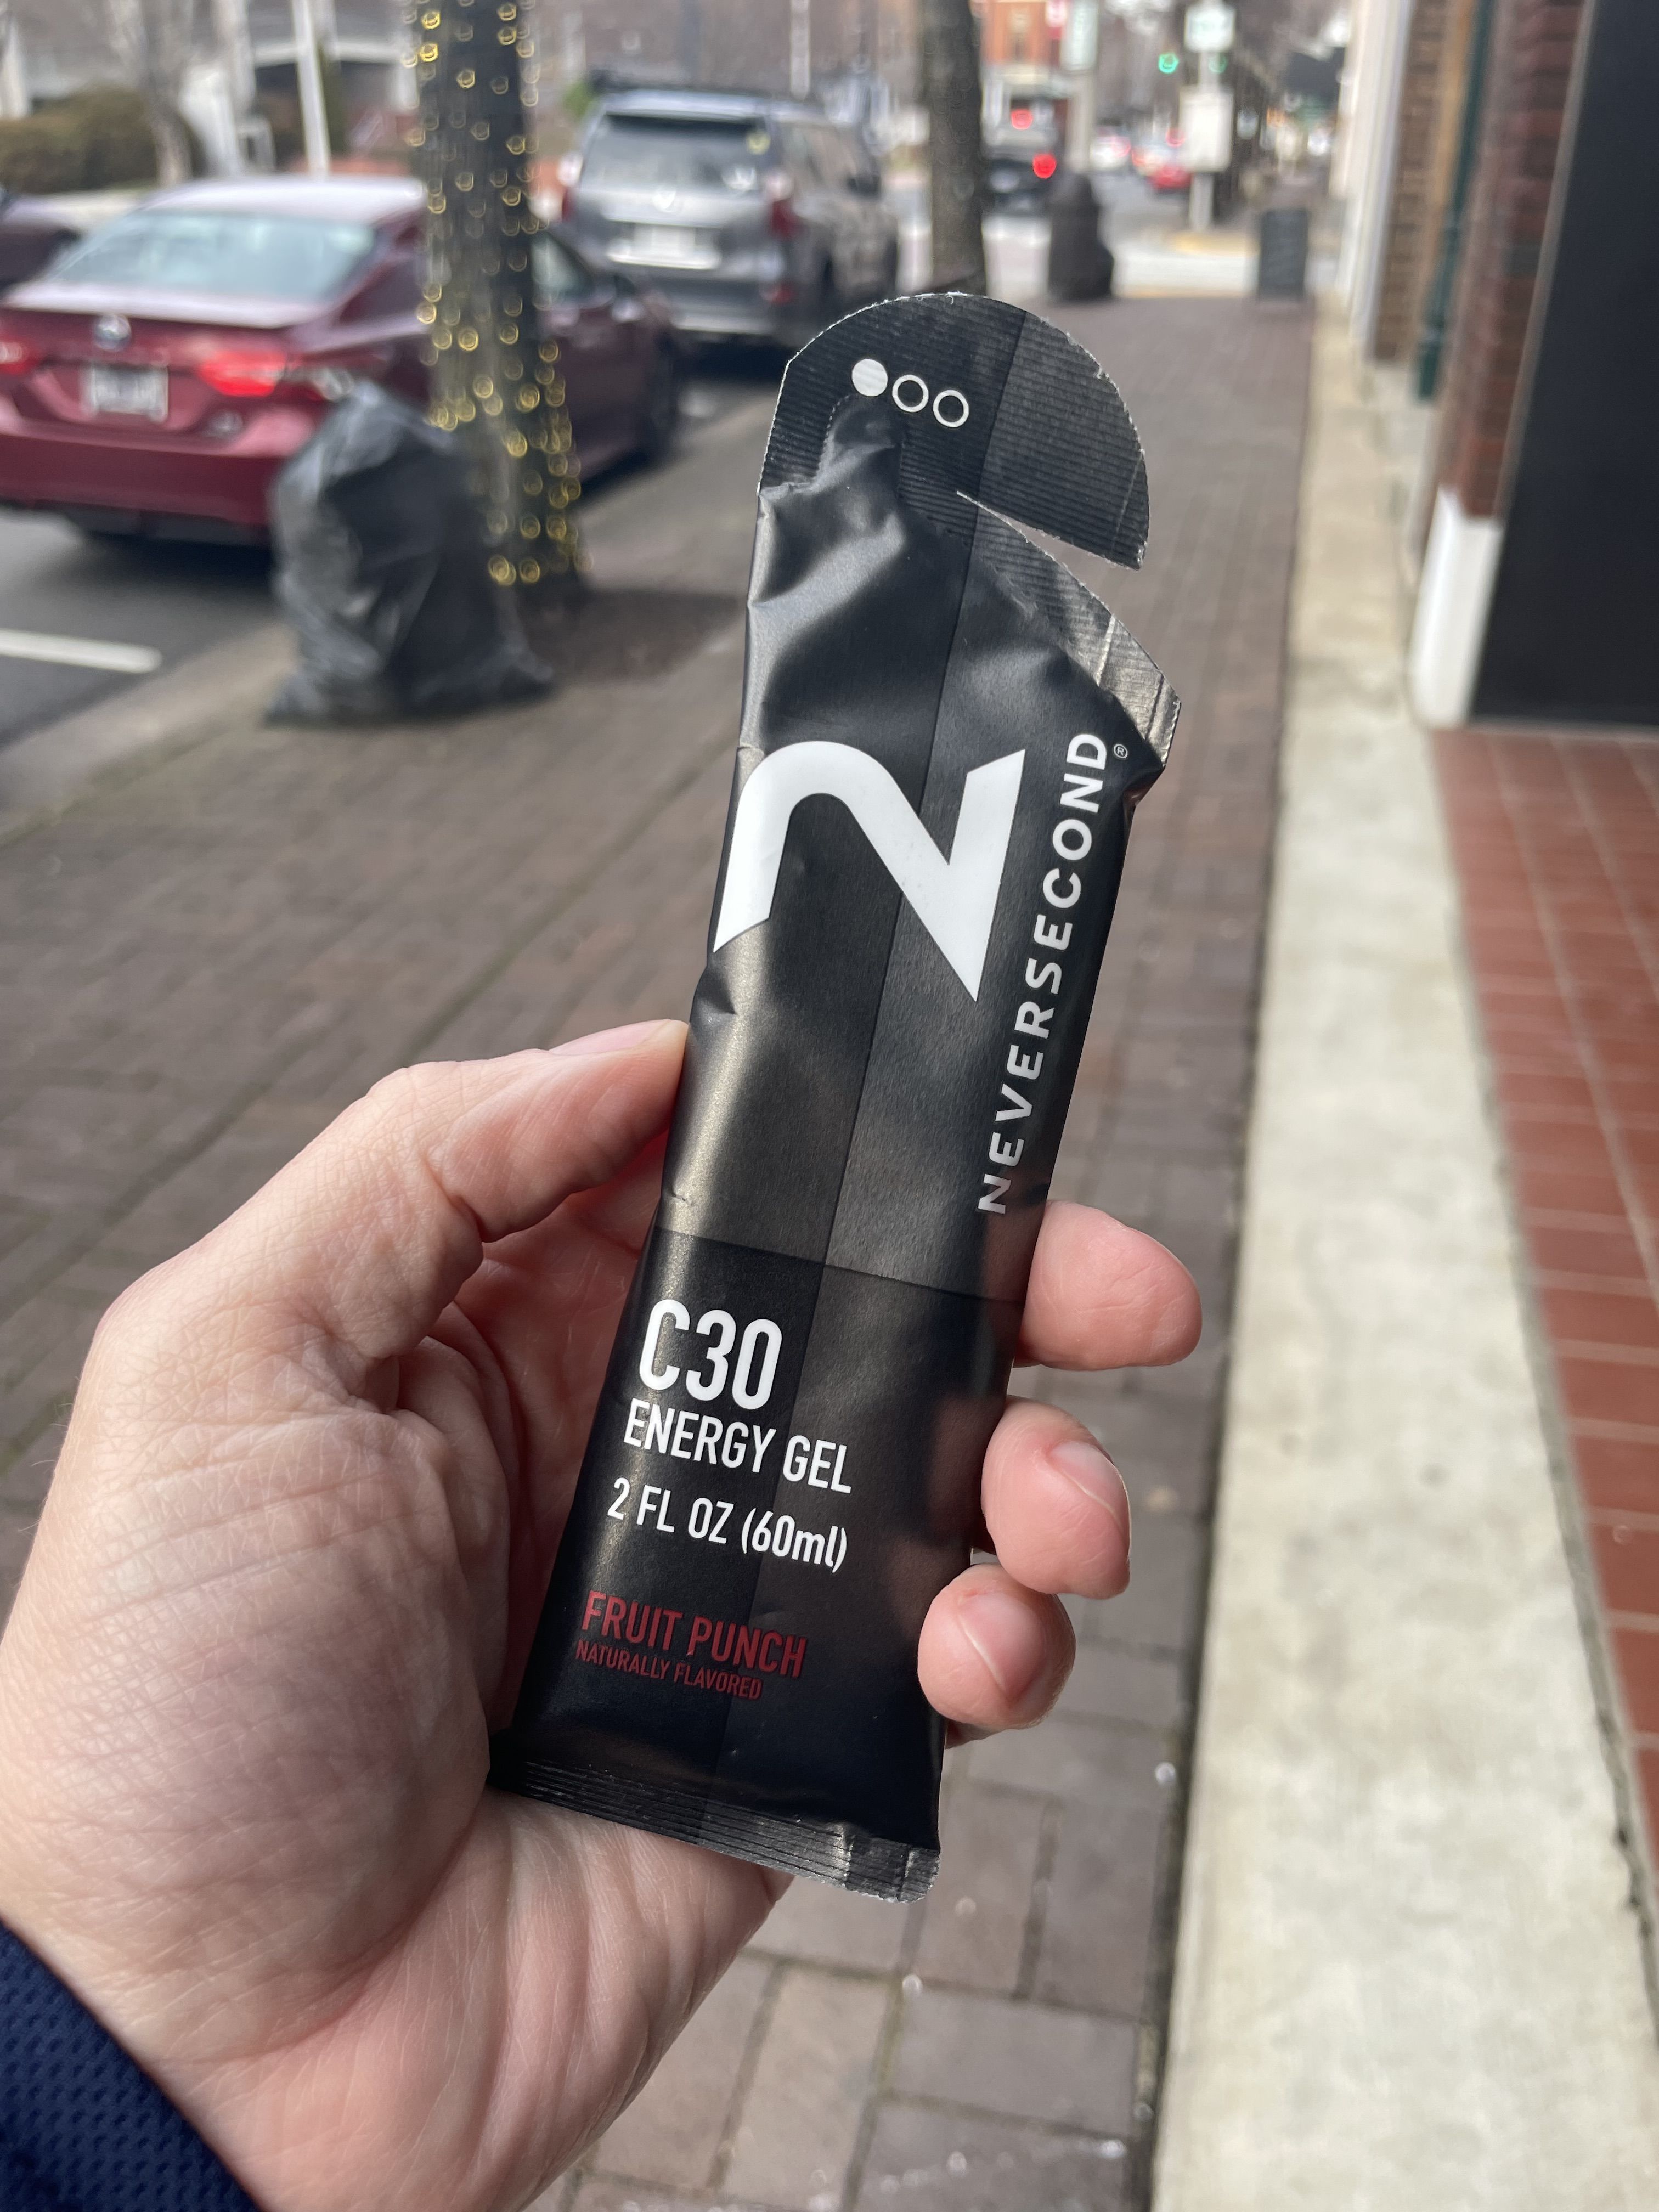 NEVERSECOND®
C30
ENERGY GEL
2 FL OZ (60ml)
FRUIT PUNCH
NATURALLY FLAVORED